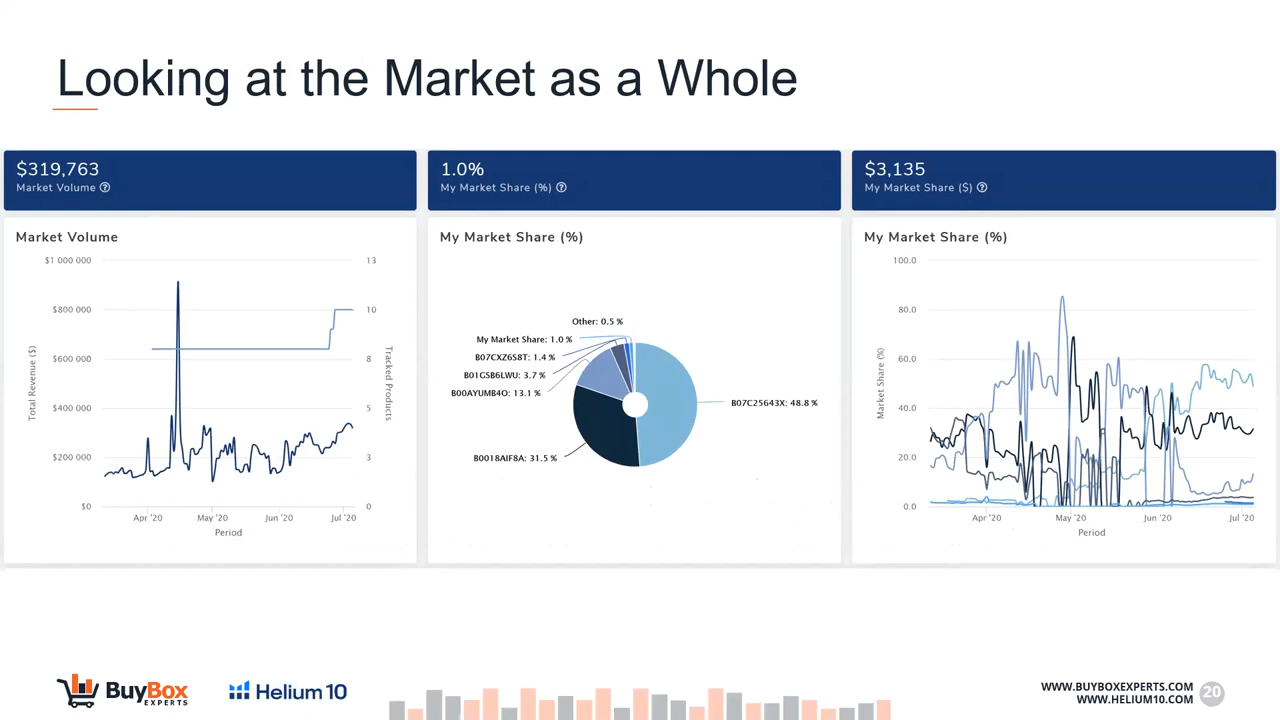 Looking at the Market as a Whole
$319,763
Market Volume ?
1.0%
My Market Share (%) ?
$3,135
My Market Share ($) ?
Market Volume
$1 000 000
$800 000
$600 000
$400 000
$200 000
$0
13
10
8
5
3
0
Total Revenue ($)
Tracked Products
Apr '20
May '20
Jun '20
Jul '20
Period
My Market Share (%)
Other: 0.5 %
My Market Share: 1.0 %
B07CXZ6S8T: 1.4 %
B01GSB6LWU: 3.7 %
B00AYUMB4O: 13.1 %
B07C25643X: 48.8 %
B0018AIF8A: 31.5 %
My Market Share (%)
100.0
80.0
60.0
40.0
20.0
0.0
Market Share (%)
Apr '20
May '20
Jun '20
Jul '20
Period
BuyBox
EXPERTS
Helium 10
WWW.BUYBOXEXPERTS.COM
WWW.HELIUM10.COM
20